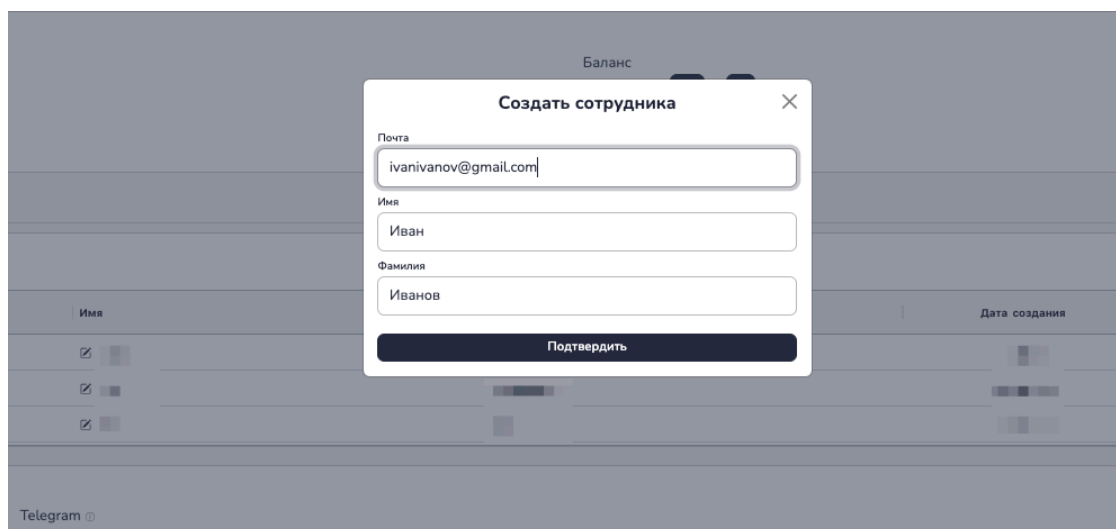 Баланс
Создать сотрудника
Почта
ivanivanov@gmail.com
Имя
Иван
Фамилия
Иванов
Подтвердить
Имя
Дата создания
Telegram